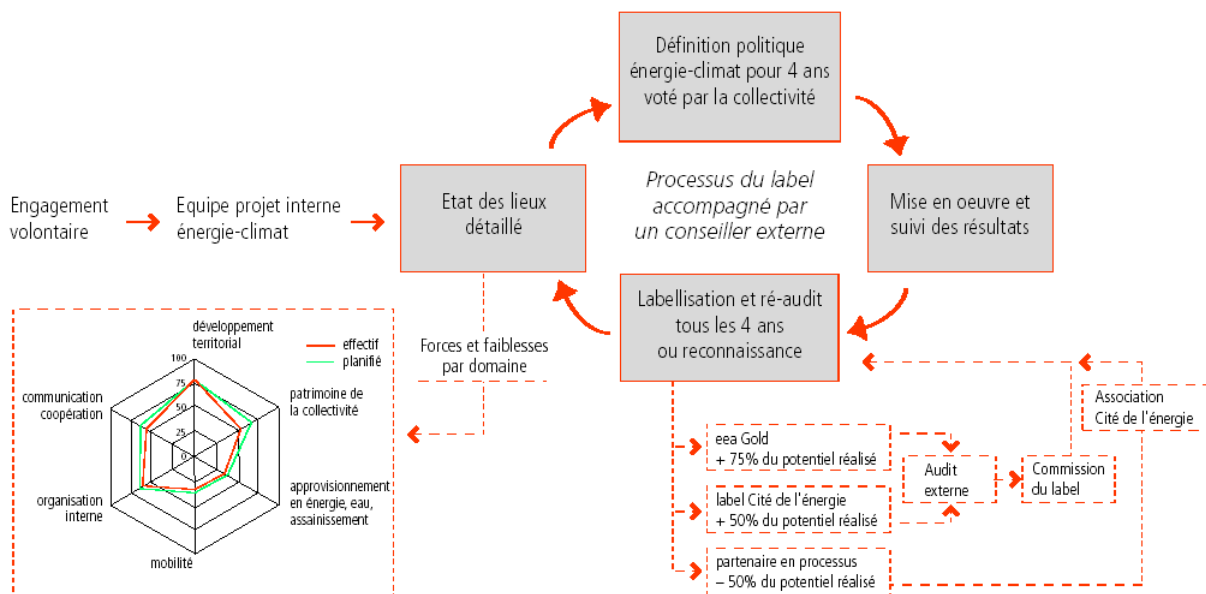 Définition politique
énergie-climat pour 4 ans
voté par la collectivité
Engagement
volontaire
Equipe projet interne
énergie-climat
Etat des lieux
détaillé
Processus du label
accompagné par
un conseiller externe
Mise en oeuvre et
suivi des résultats
Labellisation et ré-audit
tous les 4 ans
ou reconnaissance
Forces et faiblesses
par domaine
développement
territorial
effectif
planifié
100
75
50
25
0
communication
coopération
patrimoine de
la collectivité
organisation
interne
approvisionnement
en énergie, eau,
assainissement
mobilité
eea Gold
+ 75% du potentiel réalisé
label Cité de l'énergie
+ 50% du potentiel réalisé
partenaire en processus
– 50% du potentiel réalisé
Audit
externe
Commission
du label
Association
Cité de l'énergie